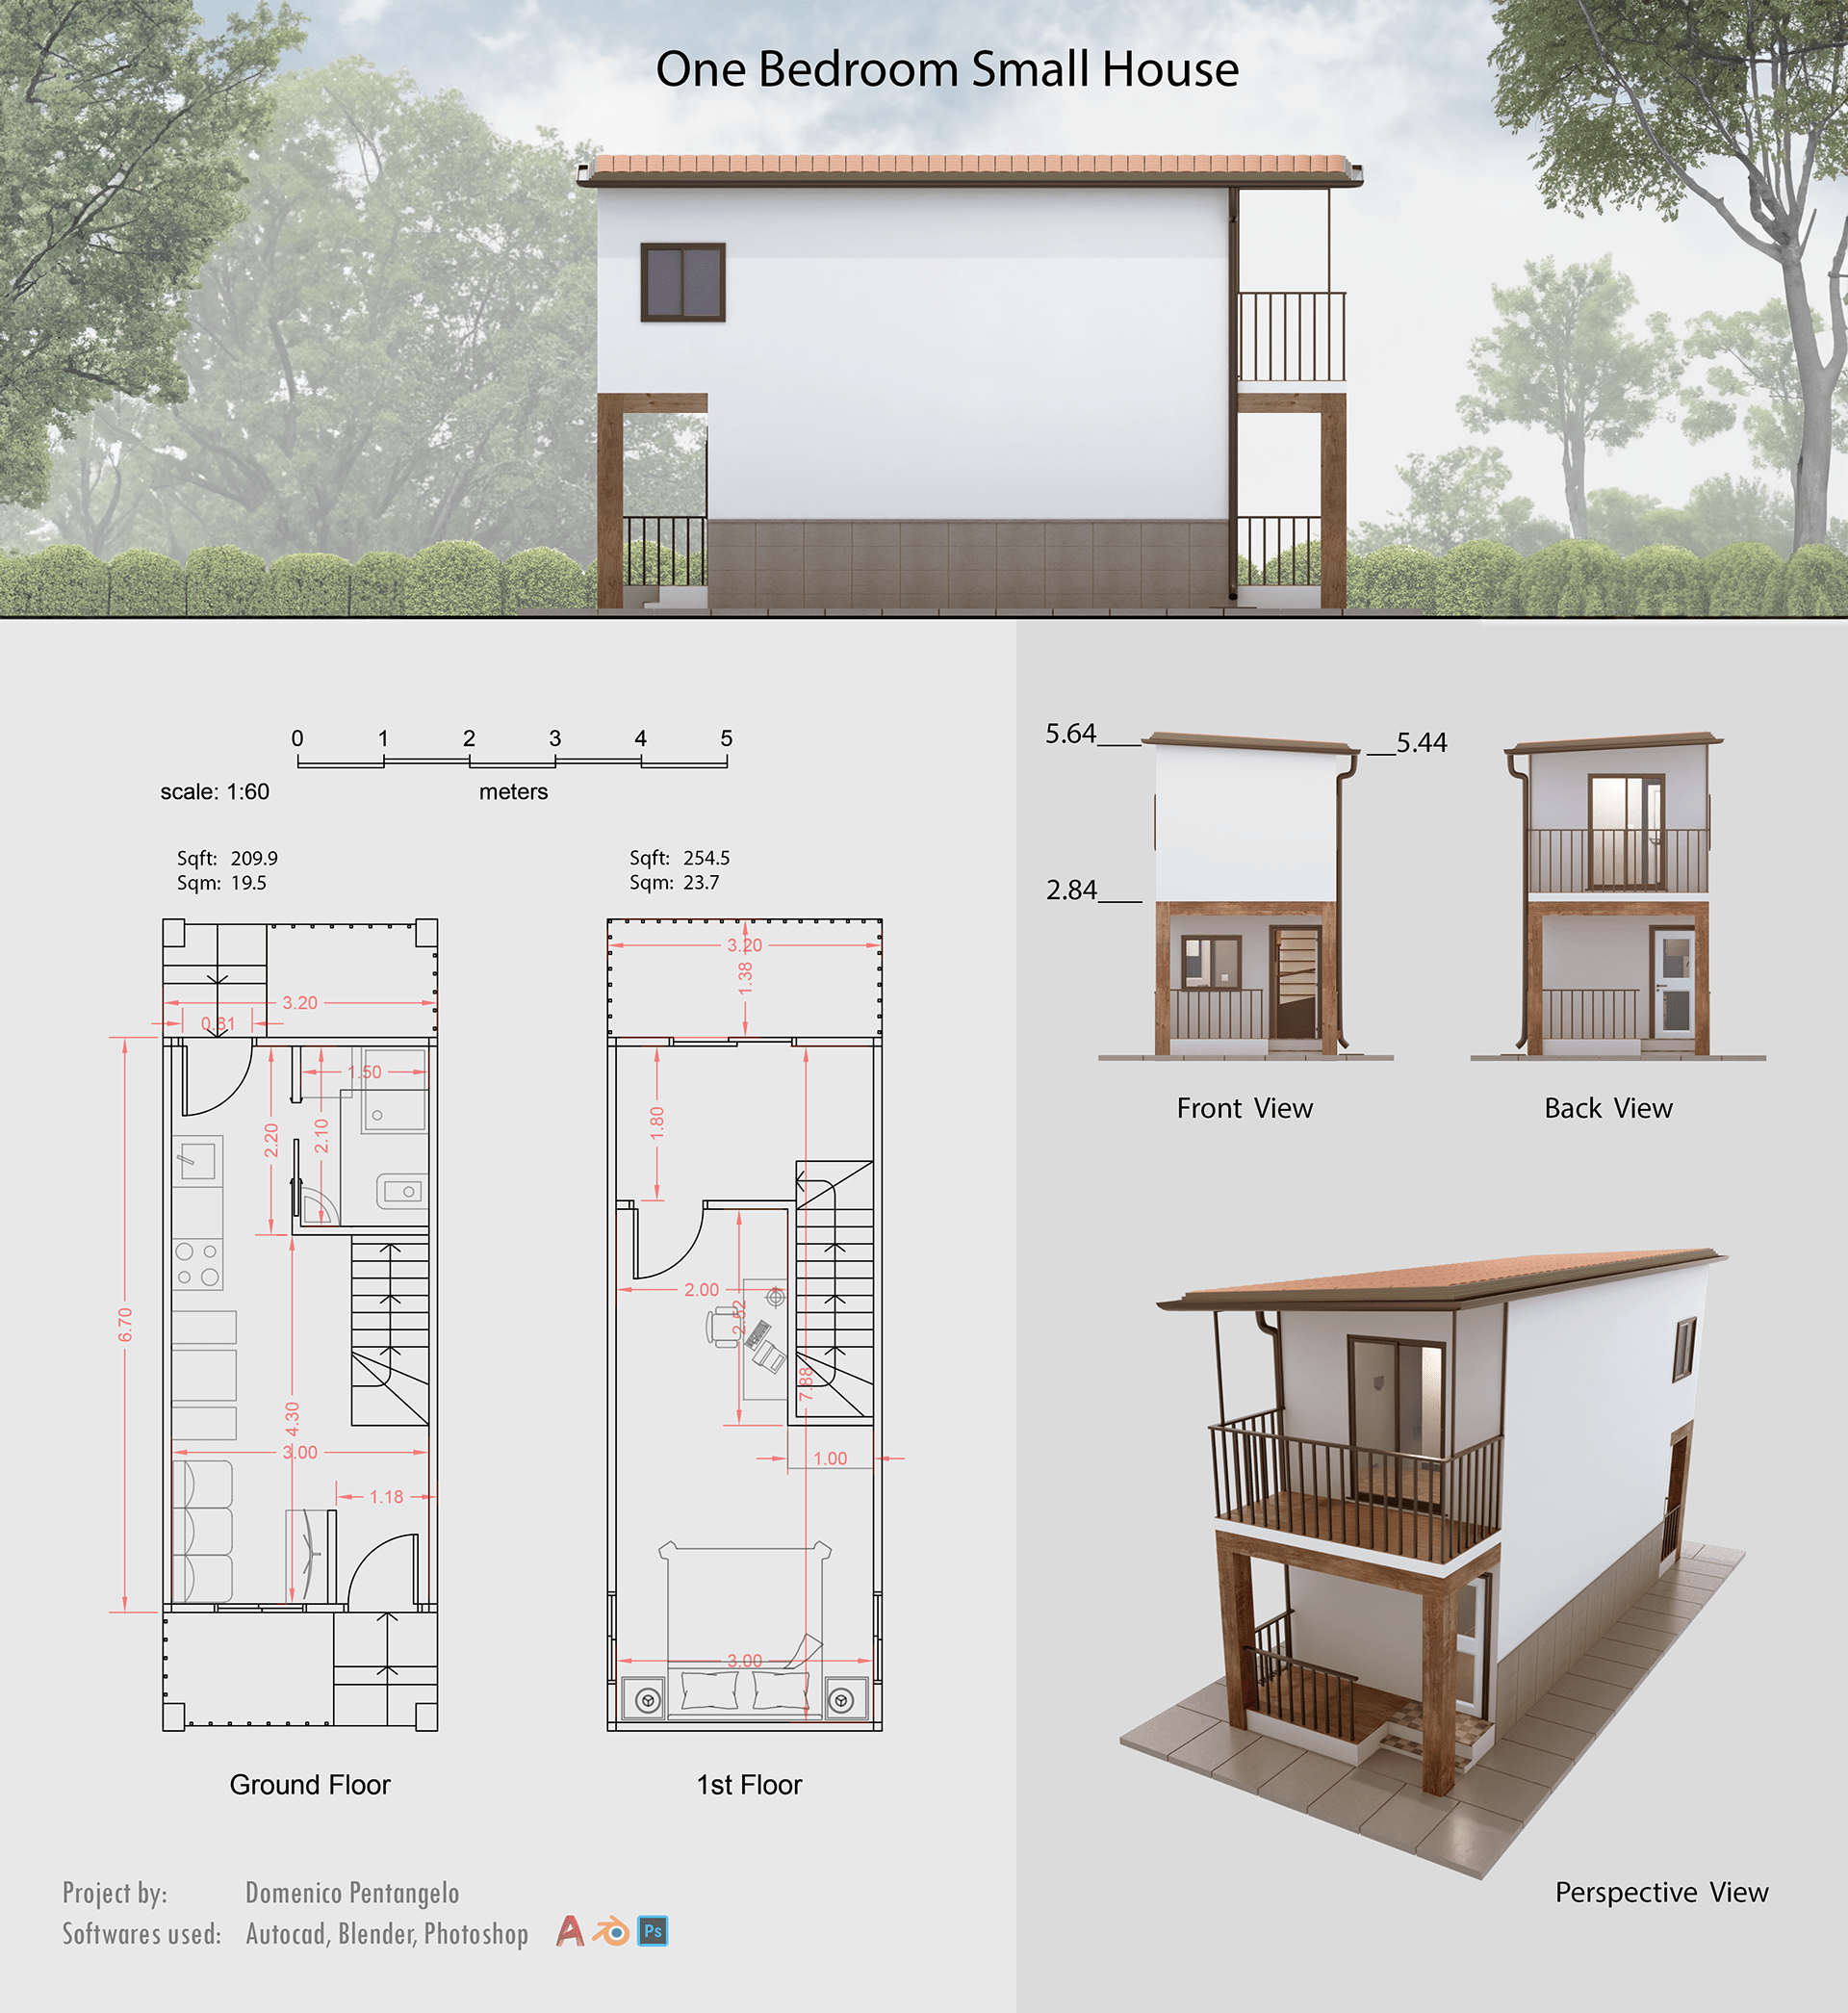 One Bedroom Small House
0 1 2 3 4 5
scale: 1:60 meters
Sqft: 209.9
Sqm: 19.5
Sqft: 254.5
Sqm: 23.7
3.20
0.81
1.50
2.20
2.10
6.70
4.30
3.00
1.18
Ground Floor
3.20
1.38
1.80
2.00
2.52
7.88
1.00
3.00
1st Floor
5.64
5.44
2.84
Front View
Back View
Perspective View
Project by: Domenico Pentangelo
Softwares used: Autocad, Blender, Photoshop
A
Ps